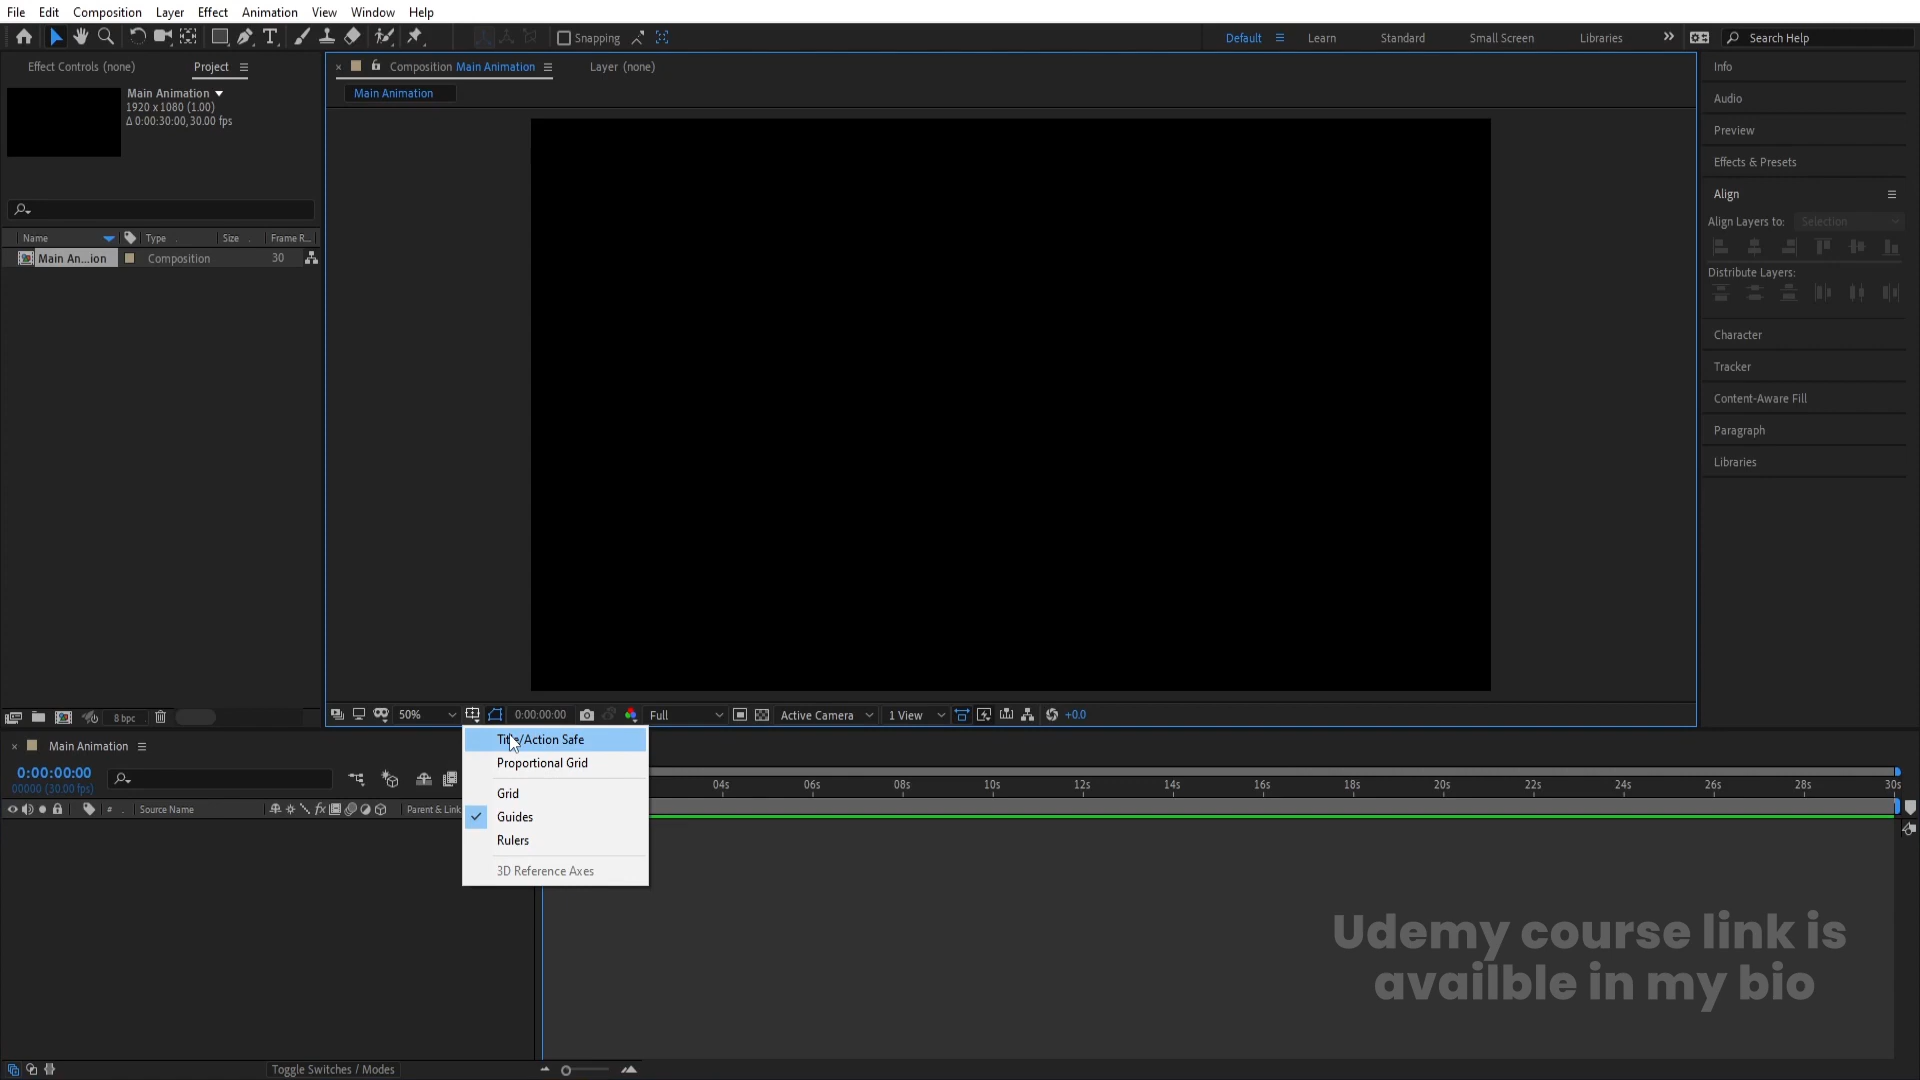 File Edit Composition Layer Effect Animation View Window Help
Snapping
Default Learn Standard Small Screen Libraries Search Help
Effect Controls (none) Project
Composition Main Animation Layer (none)
Main Animation
Main Animation
1920 x 1080 (1.00)
Δ 0:00:30:00, 30.00 fps
Name Type Size Frame R...
Main An...ion Composition 30
Info
Audio
Preview
Effects & Presets
Align
Align Layers to: Selection
Distribute Layers:
Character
Tracker
Content-Aware Fill
Paragraph
Libraries
8 bpc
50% 0:00:00:00 Full Active Camera 1 View +0.0
Title/Action Safe
Proportional Grid
Grid
Guides
Rulers
3D Reference Axes
Main Animation
0:00:00:00
00000 (30.00 fps)
# Source Name fx Parent & Link
04s 06s 08s 10s 12s 14s 16s 18s 20s 22s 24s 26s 28s 30s
Udemy course link is
availble in my bio
Toggle Switches / Modes